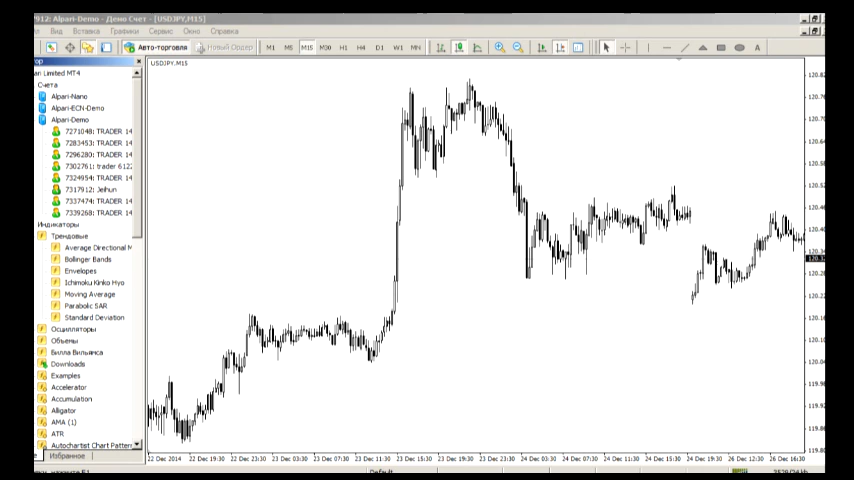 7912: Alpari-Demo - Демо Счет - [USDJPY,M15]
Вид Вставка Графики Сервис Окно Справка
Авто-торговля Новый Ордер M1 M5 M15 M30 H1 H4 D1 W1 MN A
USDJPY,M15
pari Limited MT4
Счета
Alpari-Nano
Alpari-ECN-Demo
Alpari-Demo
7271048: TRADER 14
7283453: TRADER 14
7296280: TRADER 14
7302761: trader 6122
7324954: TRADER 14
7317912: Jeihun
7337474: TRADER 14
7339268: TRADER 14
Индикаторы
Трендовые
Average Directional M
Bollinger Bands
Envelopes
Ichimoku Kinko Hyo
Moving Average
Parabolic SAR
Standard Deviation
Осцилляторы
Объемы
Билла Вильямса
Downloads
Examples
Accelerator
Accumulation
Alligator
AMA (1)
ATR
Autochartist Chart Pattern
Избранное
120.82
120.76
120.70
120.64
120.58
120.52
120.46
120.40
120.34
120.28
120.22
120.16
120.10
120.04
119.98
119.92
119.86
119.80
22 Dec 2014 22 Dec 19:30 22 Dec 23:30 23 Dec 03:30 23 Dec 07:30 23 Dec 11:30 23 Dec 15:30 23 Dec 19:30 23 Dec 23:30 24 Dec 03:30 24 Dec 07:30 24 Dec 11:30 24 Dec 15:30 24 Dec 19:30 26 Dec 12:30 26 Dec 16:30
Default